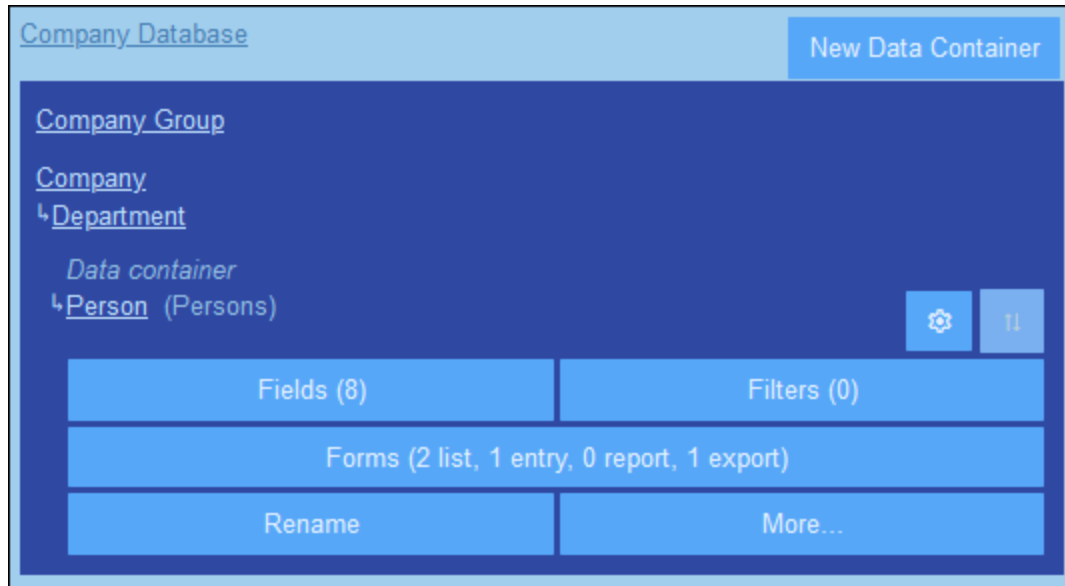 Company Database
New Data Container
Company Group
Company
↳Department
Data container
↳Person (Persons)
Fields (8)
Filters (0)
Forms (2 list, 1 entry, 0 report, 1 export)
Rename
More...